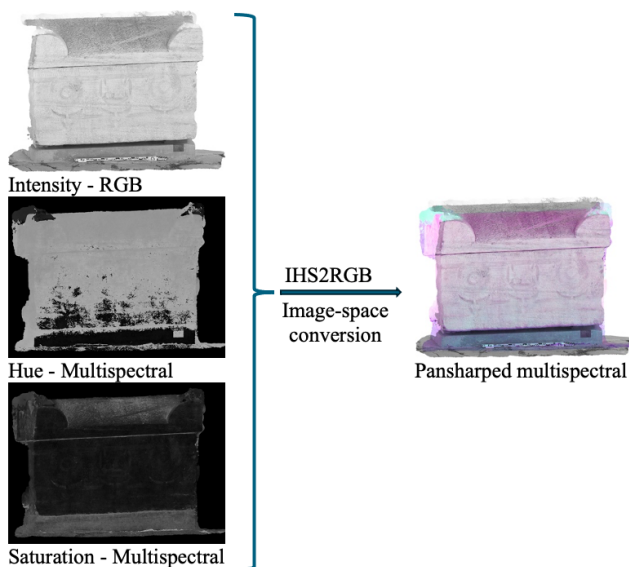 Intensity - RGB
Hue - Multispectral
Saturation - Multispectral
IHS2RGB
Image-space
conversion
Pansharped multispectral